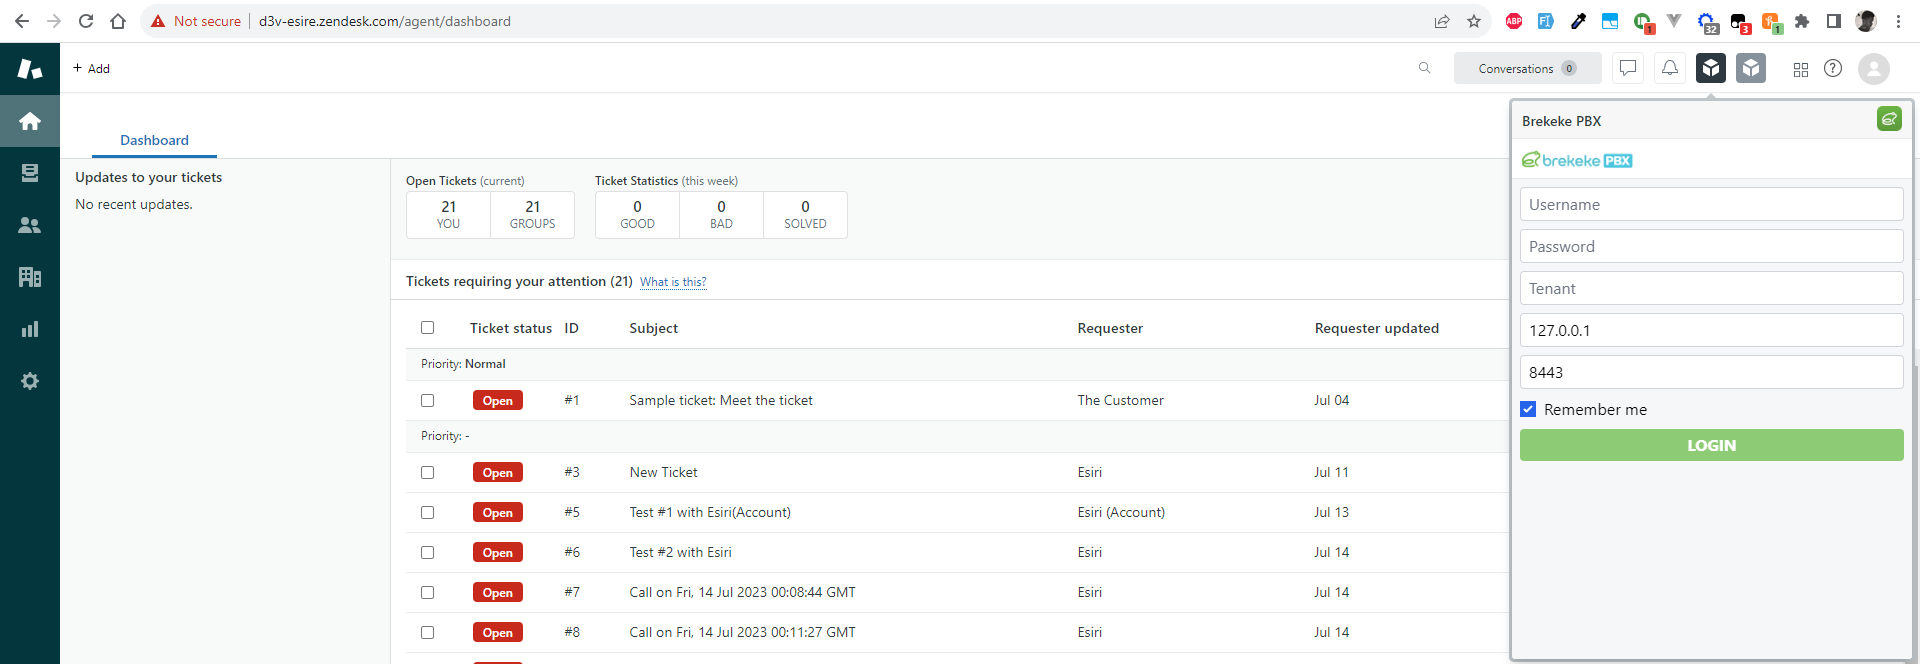 Not secure d3v-esire.zendesk.com/agent/dashboard
ABP
1
32
3
1
+ Add
Conversations 0
Dashboard
Updates to your tickets
No recent updates.
Open Tickets (current)
21 YOU
21 GROUPS
Ticket Statistics (this week)
0 GOOD
0 BAD
0 SOLVED
Tickets requiring your attention (21) What is this?
Ticket status ID Subject Requester Requester updated
Priority: Normal
Open #1 Sample ticket: Meet the ticket The Customer Jul 04
Priority: -
Open #3 New Ticket Esiri Jul 11
Open #5 Test #1 with Esiri(Account) Esiri (Account) Jul 13
Open #6 Test #2 with Esiri Esiri Jul 14
Open #7 Call on Fri, 14 Jul 2023 00:08:44 GMT Esiri Jul 14
Open #8 Call on Fri, 14 Jul 2023 00:11:27 GMT Esiri Jul 14
Brekeke PBX
brekeke PBX
Username
Password
Tenant
127.0.0.1
8443
Remember me
LOGIN